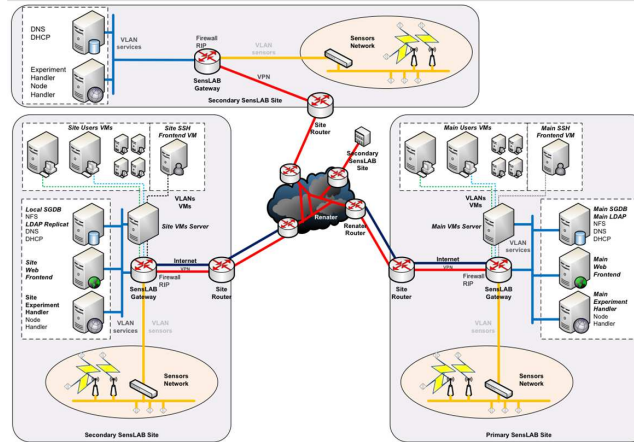 DNS
DHCP
VLAN
services
Firewall
RIP
VLAN
sensors
Sensors
Network
Experiment
Handler
Node
Handler
SensLAB
Gateway
VPN
Secondary SensLAB Site
Site
Router
Site Users VMs
Site SSH
Frontend VM
Secondary
SensLAB
Site
Main Users VMs
Main SSH
Frontend VM
VLANs
VMs
VLANs
VMs
Local SGDB
NFS
LDAP Replicat
DNS
DHCP
Site VMs Server
Renater
Renater
Router
Main VMs Server
VLAN
services
Main SGDB
Main LDAP
NFS
DNS
DHCP
Site
Web
Frontend
Internet
VPN
Firewall
RIP
SensLAB
Gateway
Site
Router
Internet
VPN
Firewall
RIP
Site
Router
SensLAB
Gateway
Main
Web
Frontend
Site
Experiment
Handler
Node
Handler
VLAN
services
VLAN
sensors
VLAN
sensors
Main
Experiment
Handler
Node
Handler
Sensors
Network
Sensors
Network
Secondary SensLAB Site
Primary SensLAB Site